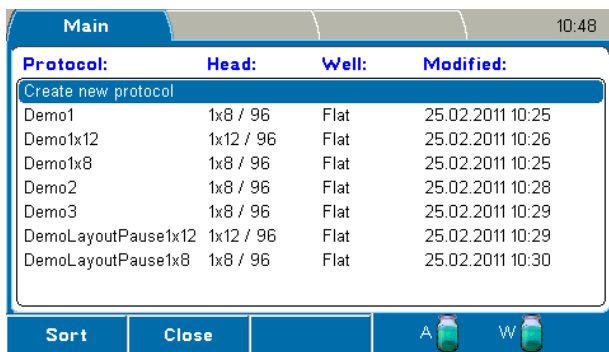 Main 10:48
Protocol: Head: Well: Modified:
Create new protocol
Demo1 1x8 / 96 Flat 25.02.2011 10:25
Demo1x12 1x12 / 96 Flat 25.02.2011 10:26
Demo1x8 1x8 / 96 Flat 25.02.2011 10:25
Demo2 1x8 / 96 Flat 25.02.2011 10:28
Demo3 1x8 / 96 Flat 25.02.2011 10:29
DemoLayoutPause1x12 1x12 / 96 Flat 25.02.2011 10:29
DemoLayoutPause1x8 1x8 / 96 Flat 25.02.2011 10:30
Sort Close A W